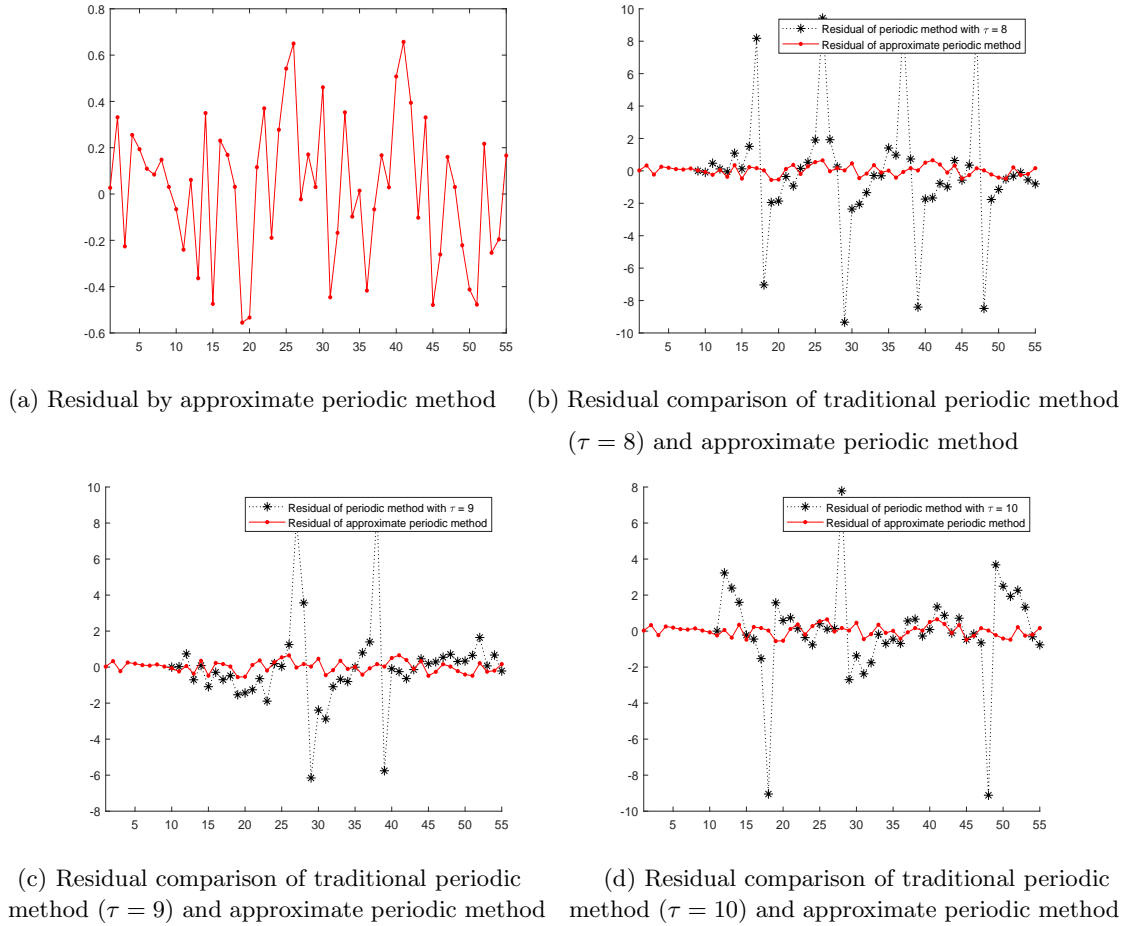 0.8
0.6
0.4
0.2
0
-0.2
-0.4
-0.6
5 10 15 20 25 30 35 40 45 50 55
(a) Residual by approximate periodic method
10
8
6
4
2
0
-2
-4
-6
-8
-10
5 10 15 20 25 30 35 40 45 50 55
Residual of periodic method with τ = 8
Residual of approximate periodic method
(b) Residual comparison of traditional periodic method
(τ = 8) and approximate periodic method
10
8
6
4
2
0
-2
-4
-6
-8
5 10 15 20 25 30 35 40 45 50 55
Residual of periodic method with τ = 9
Residual of approximate periodic method
(c) Residual comparison of traditional periodic
method (τ = 9) and approximate periodic method
8
6
4
2
0
-2
-4
-6
-8
-10
5 10 15 20 25 30 35 40 45 50 55
Residual of periodic method with τ = 10
Residual of approximate periodic method
(d) Residual comparison of traditional periodic
method (τ = 10) and approximate periodic method